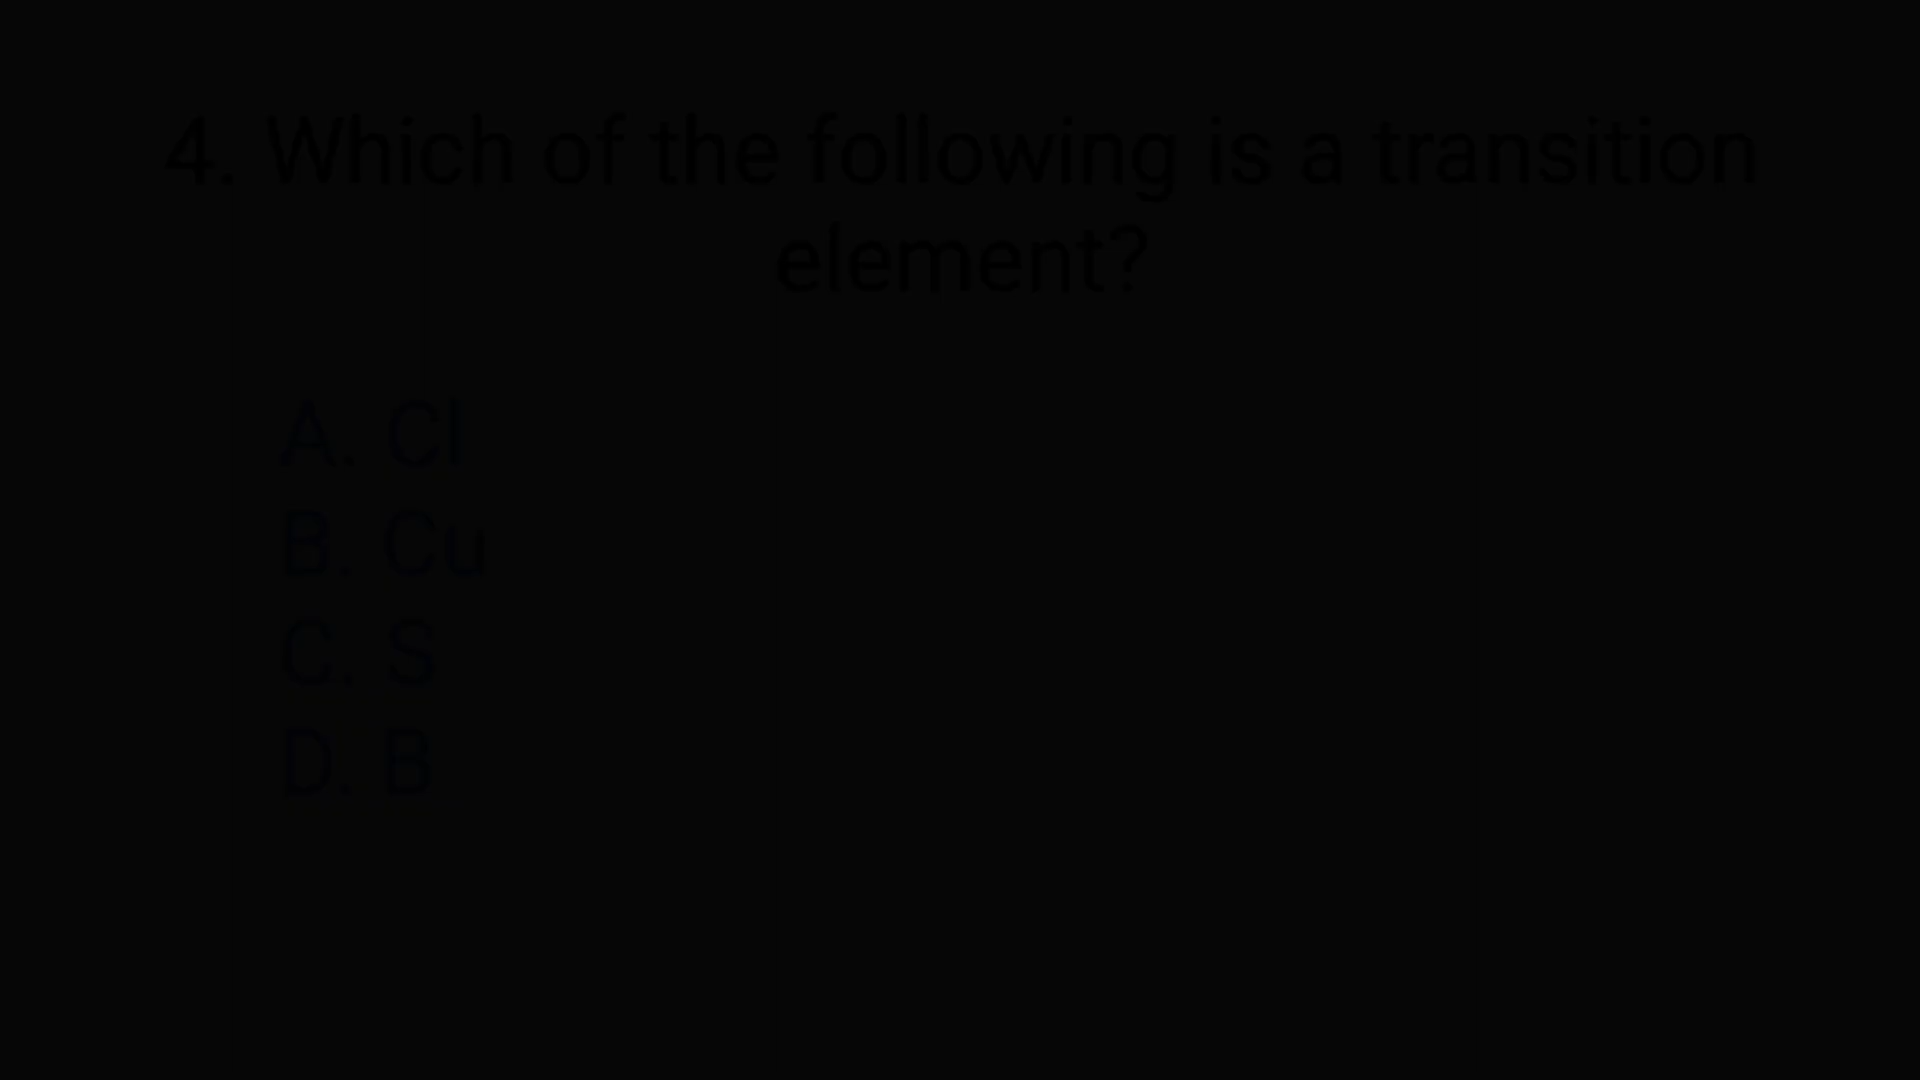 4. Which of the following is a transition
element?
A. Cl
B. Cu
C. S
D. B